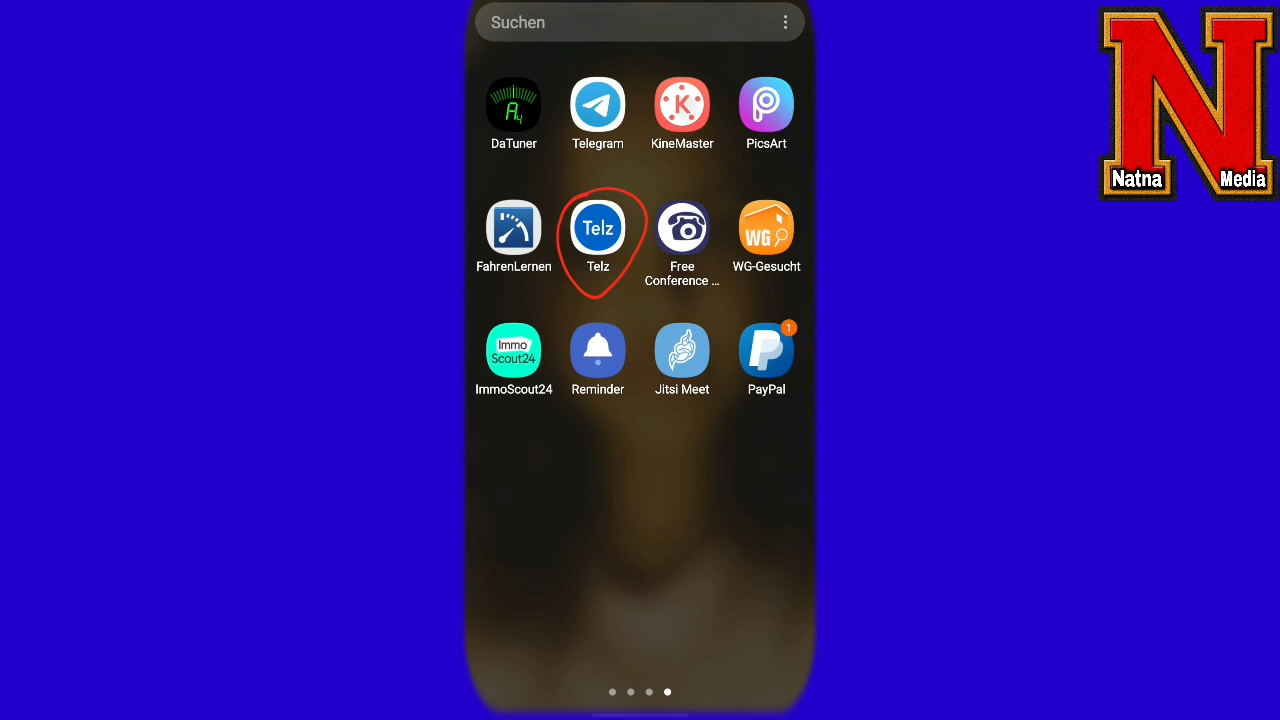 Suchen
A4
DaTuner
Telegram
K
KineMaster
PicsArt
FahrenLernen
Telz
Telz
Free
Conference ...
WG
WG-Gesucht
Immo
Scout24
ImmoScout24
Reminder
Jitsi Meet
1
PayPal
N
Natna Media